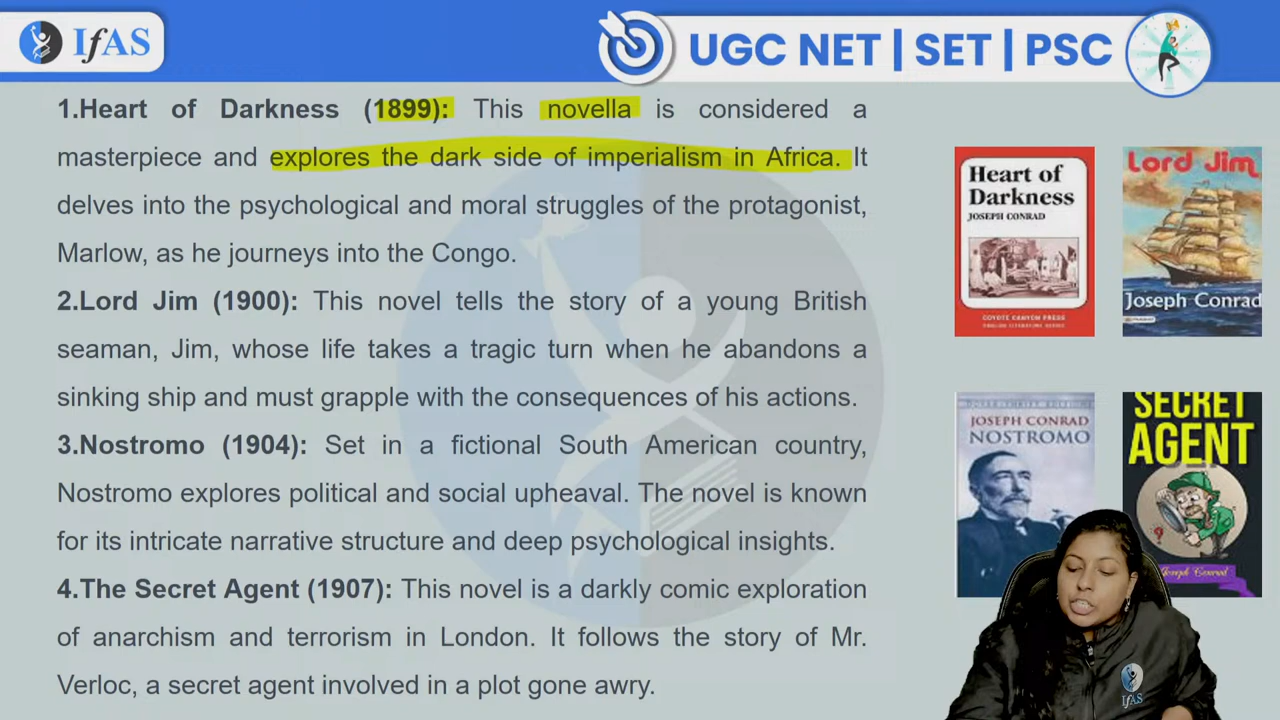 IfAS
UGC NET | SET | PSC
1.Heart of Darkness (1899): This novella is considered a
masterpiece and explores the dark side of imperialism in Africa. It
delves into the psychological and moral struggles of the protagonist,
Marlow, as he journeys into the Congo.
2.Lord Jim (1900): This novel tells the story of a young British
seaman, Jim, whose life takes a tragic turn when he abandons a
sinking ship and must grapple with the consequences of his actions.
3.Nostromo (1904): Set in a fictional South American country,
Nostromo explores political and social upheaval. The novel is known
for its intricate narrative structure and deep psychological insights.
4.The Secret Agent (1907): This novel is a darkly comic exploration
of anarchism and terrorism in London. It follows the story of Mr.
Verloc, a secret agent involved in a plot gone awry.
Heart of
Darkness
JOSEPH CONRAD
COYOTE CANYON PRESS
Lord Jim
Joseph Conrad
JOSEPH CONRAD
NOSTROMO
SECRET
AGENT
Joseph Conrad
IfAS